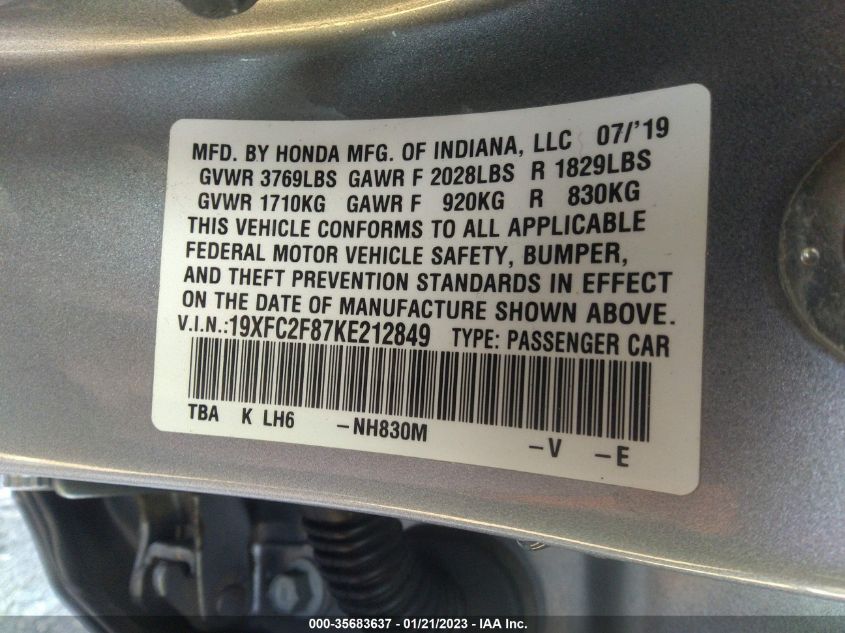 MFD. BY HONDA MFG. OF INDIANA, LLC 07/'19
GVWR 3769LBS GAWR F 2028LBS R 1829LBS
GVWR 1710KG GAWR F 920KG R 830KG
THIS VEHICLE CONFORMS TO ALL APPLICABLE
FEDERAL MOTOR VEHICLE SAFETY, BUMPER,
AND THEFT PREVENTION STANDARDS IN EFFECT
ON THE DATE OF MANUFACTURE SHOWN ABOVE.
V.I.N.:19XFC2F87KE212849 TYPE: PASSENGER CAR
TBA K LH6 -NH830M -V -E
000-35683637 - 01/21/2023 - IAA Inc.